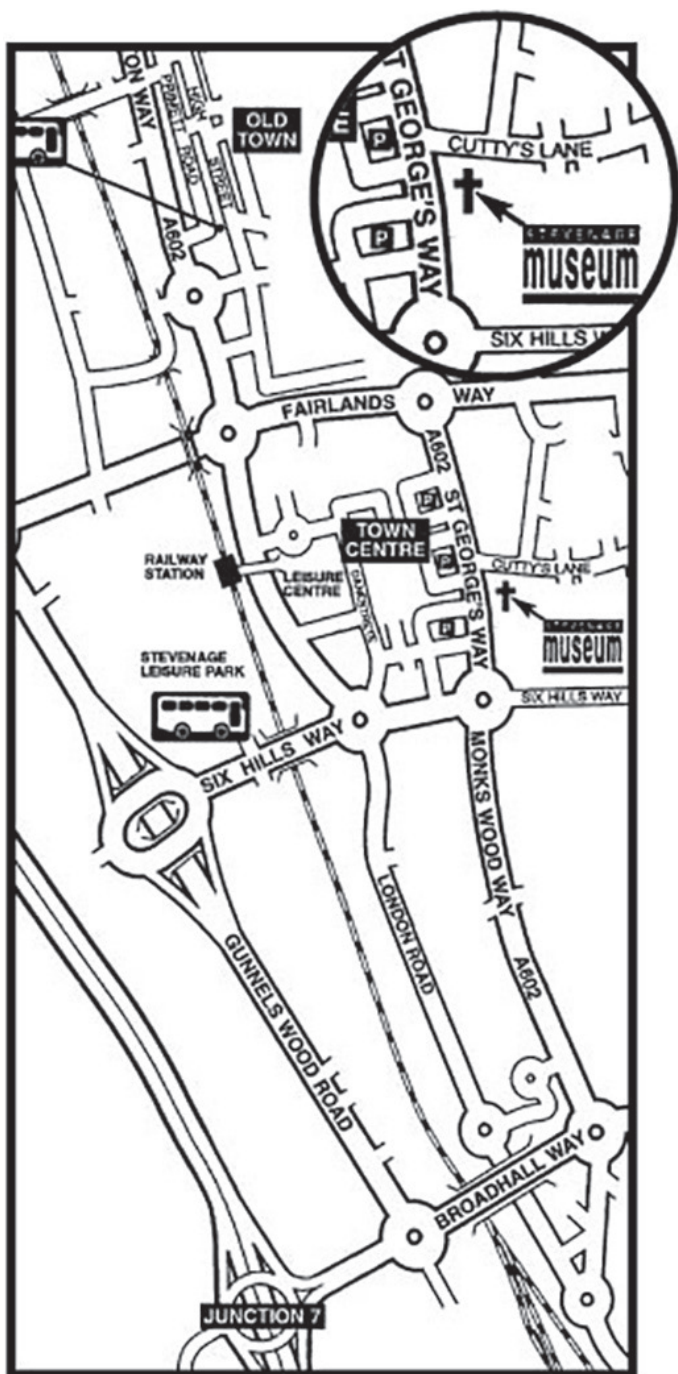 ON WAY
PRIMETT ROAD
HIGH STREET
OLD TOWN
A602
ST GEORGE'S WAY
P
P
CUTTY'S LANE
STEVENAGE
museum
SIX HILLS W
FAIRLANDS WAY
A602
ST GEORGE'S WAY
P
P
P
TOWN CENTRE
RAILWAY STATION
LEISURE CENTRE
CUTTY'S LANE
STEVENAGE
museum
STEVENAGE
LEISURE PARK
SIX HILLS WAY
SIX HILLS WAY
MONKS WOOD WAY
LONDON ROAD
A602
GUNNELS WOOD ROAD
BROADHALL WAY
JUNCTION 7